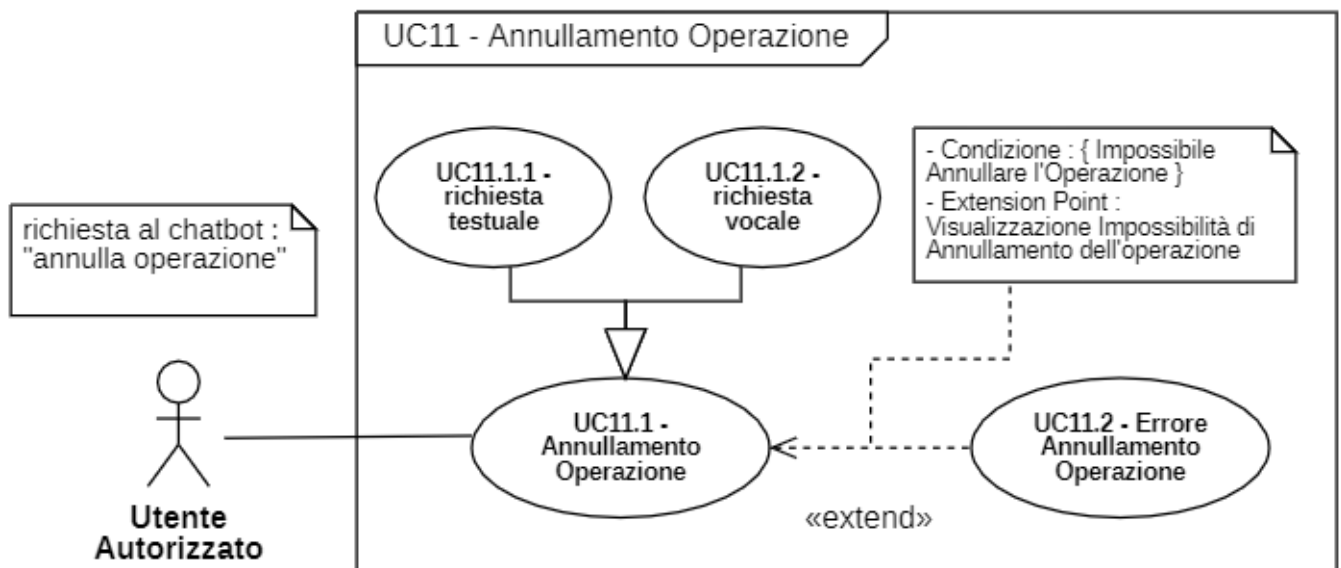 UC11 - Annullamento Operazione
richiesta al chatbot :
"annulla operazione"
UC11.1.1 -
richiesta
testuale
UC11.1.2 -
richiesta
vocale
- Condizione : { Impossibile
Annullare l'Operazione }
- Extension Point :
Visualizzazione Impossibilità di
Annullamento dell'operazione
UC11.1 -
Annullamento
Operazione
UC11.2 - Errore
Annullamento
Operazione
«extend»
Utente
Autorizzato